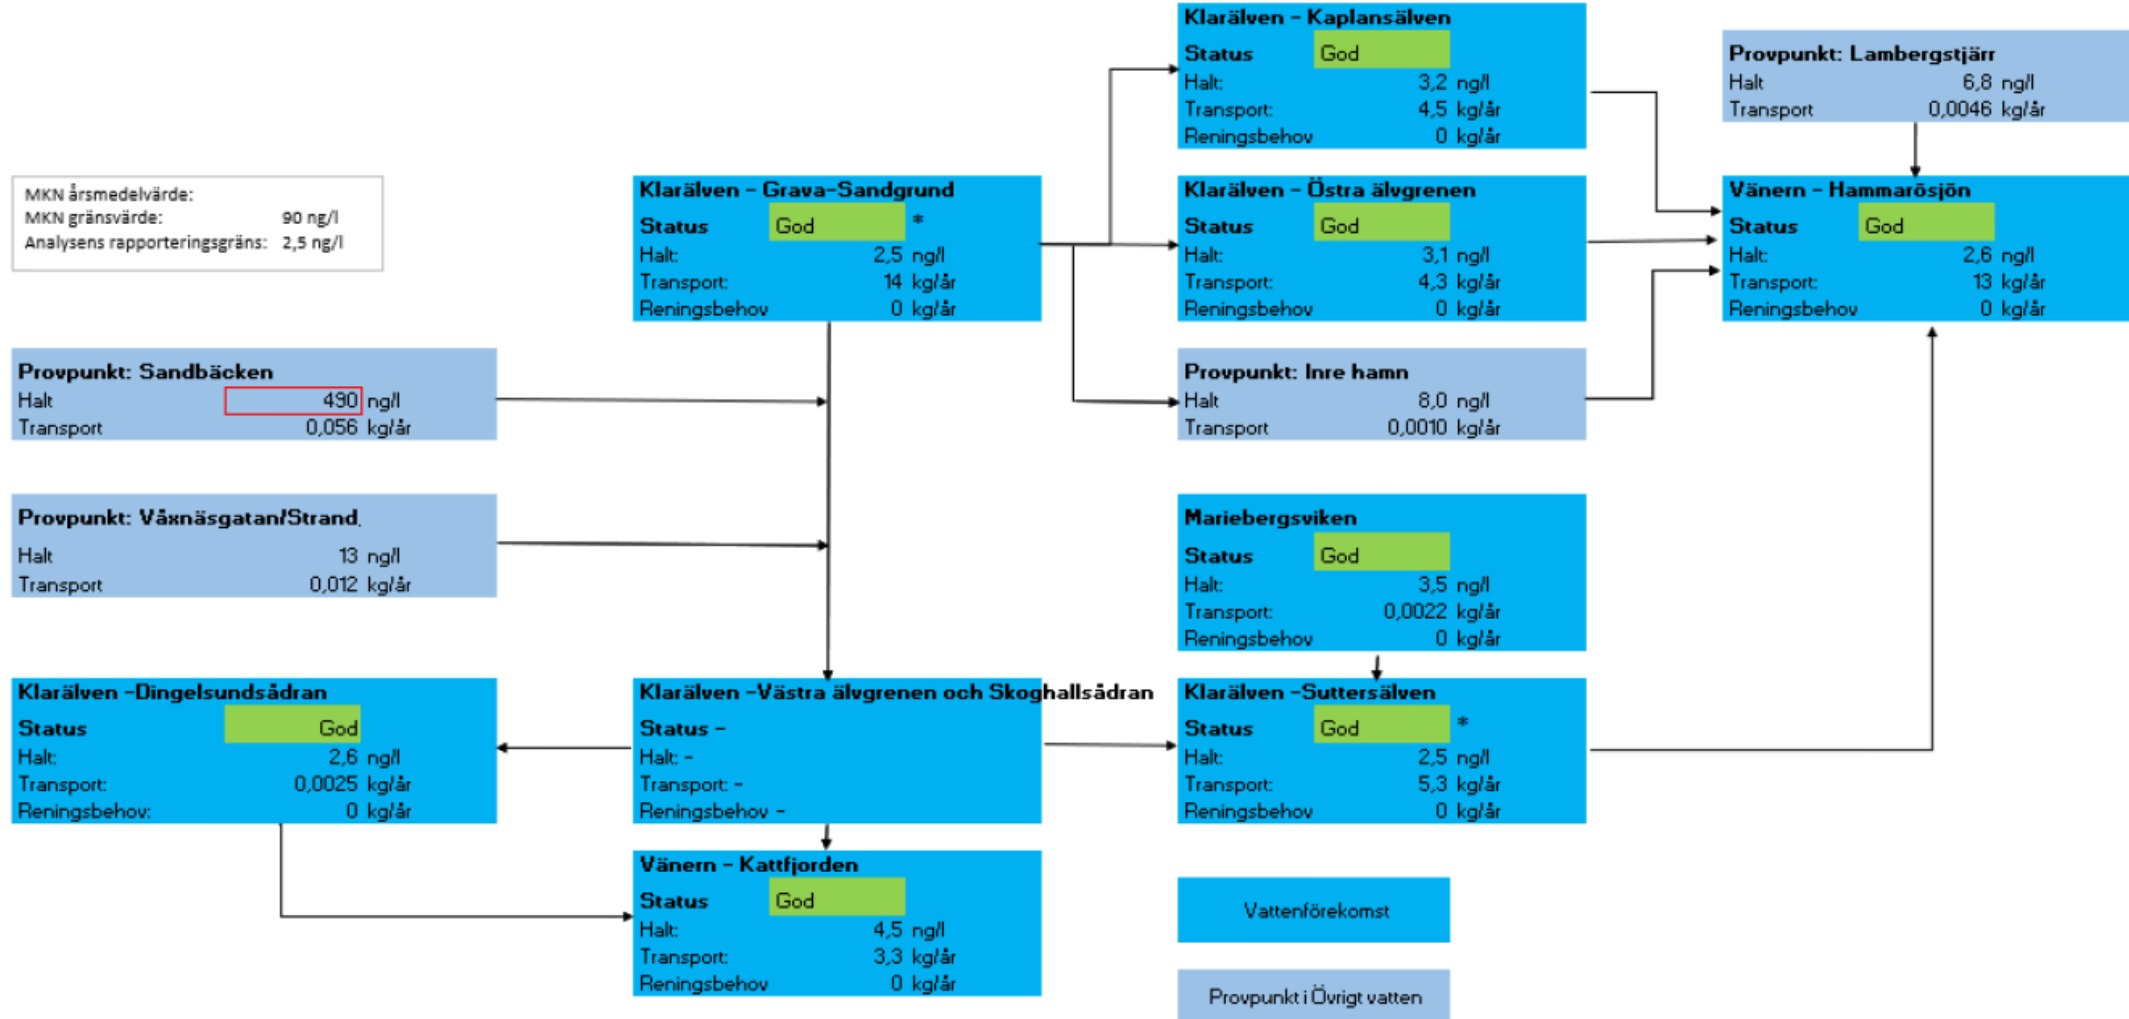 MKN årsmedelvärde:
MKN gränsvärde: 90 ng/l
Analysens rapporteringsgräns: 2,5 ng/l
Klarälven - Kaplansälven
Status God
Halt: 3,2 ng/l
Transport: 4,5 kg/år
Reningsbehov 0 kg/år
Provpunkt: Lambergstjärr
Halt 6,8 ng/l
Transport 0,0046 kg/år
Klarälven - Grava-Sandgrund
Status God *
Halt: 2,5 ng/l
Transport: 14 kg/år
Reningsbehov 0 kg/år
Klarälven - Östra älvgrenen
Status God
Halt: 3,1 ng/l
Transport: 4,3 kg/år
Reningsbehov 0 kg/år
Vänern - Hammarösjön
Status God
Halt: 2,6 ng/l
Transport: 13 kg/år
Reningsbehov 0 kg/år
Provpunkt: Sandbäcken
Halt 490 ng/l
Transport 0,056 kg/år
Provpunkt: Inre hamn
Halt 8,0 ng/l
Transport 0,0010 kg/år
Provpunkt: Våxnäsgatan/Strand
Halt 13 ng/l
Transport 0,012 kg/år
Mariebergsviken
Status God
Halt: 3,5 ng/l
Transport: 0,0022 kg/år
Reningsbehov 0 kg/år
Klarälven -Dingelsundsådran
Status God
Halt: 2,6 ng/l
Transport: 0,0025 kg/år
Reningsbehov: 0 kg/år
Klarälven -Västra älvgrenen och Skoghallsådran
Status -
Halt: -
Transport: -
Reningsbehov -
Klarälven -Suttersälven
Status God *
Halt: 2,5 ng/l
Transport: 5,3 kg/år
Reningsbehov 0 kg/år
Vänern - Kattfjorden
Status God
Halt: 4,5 ng/l
Transport: 3,3 kg/år
Reningsbehov 0 kg/år
Vattenförekomst
Provpunkt i Övrigt vatten